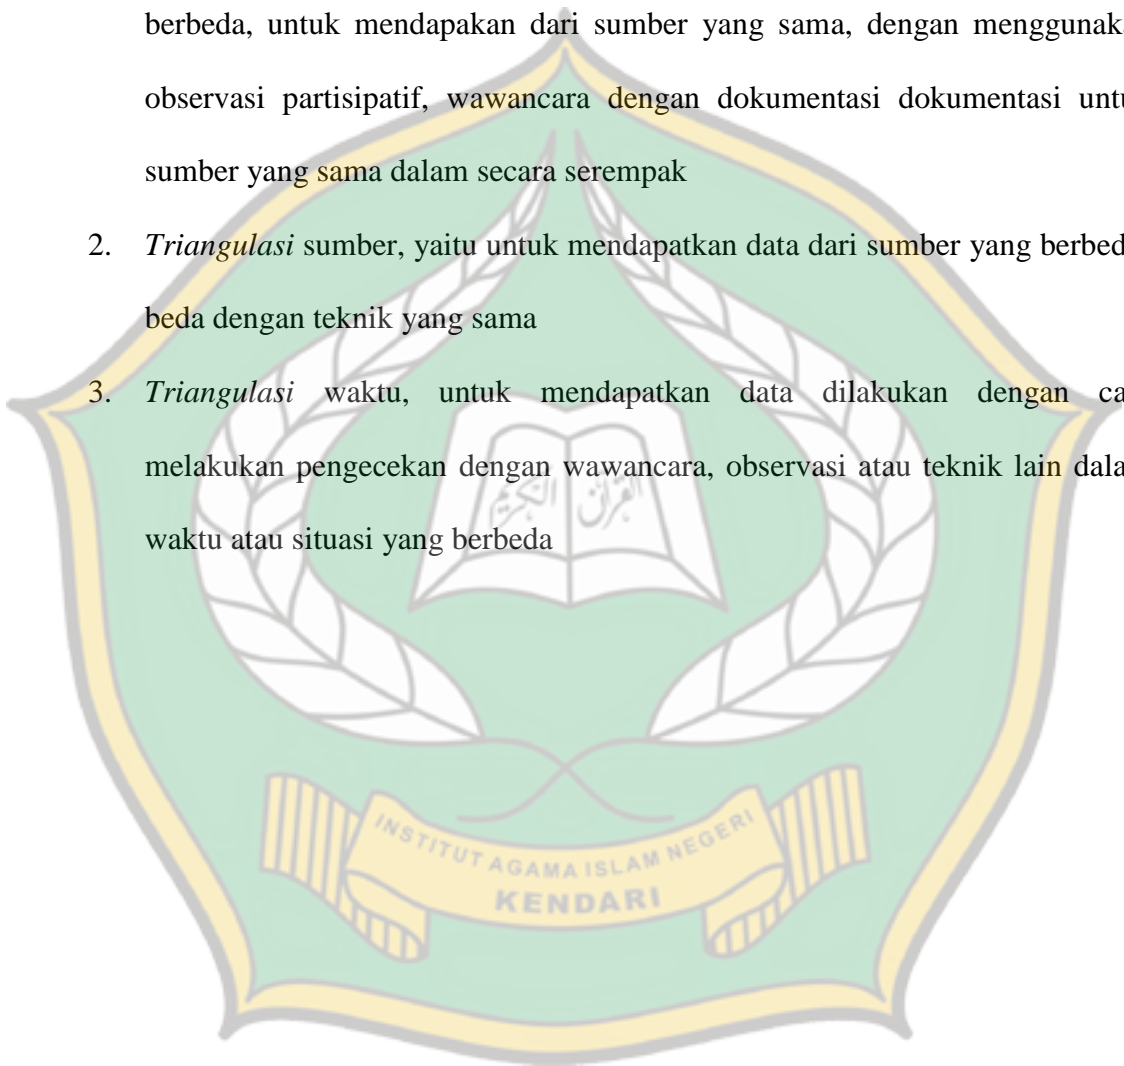 berbeda, untuk mendapakan dari sumber yang sama, dengan menggunaka
observasi partisipatif, wawancara dengan dokumentasi dokumentasi untu
sumber yang sama dalam secara serempak
2. Triangulasi sumber, yaitu untuk mendapatkan data dari sumber yang berbed
beda dengan teknik yang sama
3. Triangulasi waktu, untuk mendapatkan data dilakukan dengan ca
melakukan pengecekan dengan wawancara, observasi atau teknik lain dala
waktu atau situasi yang berbeda
القرآن الكريم
INSTITUT AGAMA ISLAM NEGERI
KENDARI